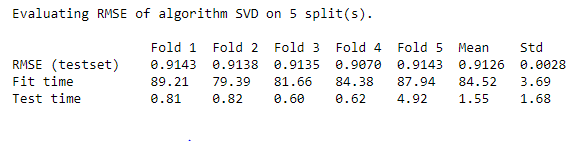 Evaluating RMSE of algorithm SVD on 5 split(s).
Fold 1 Fold 2 Fold 3 Fold 4 Fold 5 Mean Std
RMSE (testset) 0.9143 0.9138 0.9135 0.9070 0.9143 0.9126 0.0028
Fit time 89.21 79.39 81.66 84.38 87.94 84.52 3.69
Test time 0.81 0.82 0.60 0.62 4.92 1.55 1.68